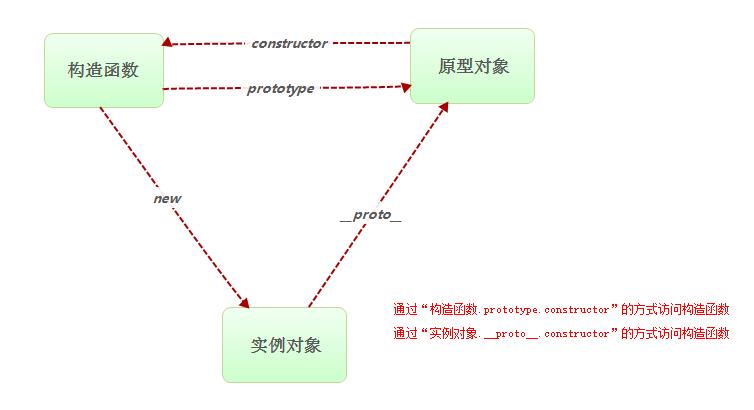 constructor
构造函数
原型对象
prototype
new
__proto__
通过“构造函数.prototype.constructor”的方式访问构造函数
通过“实例对象.__proto__.constructor”的方式访问构造函数
实例对象